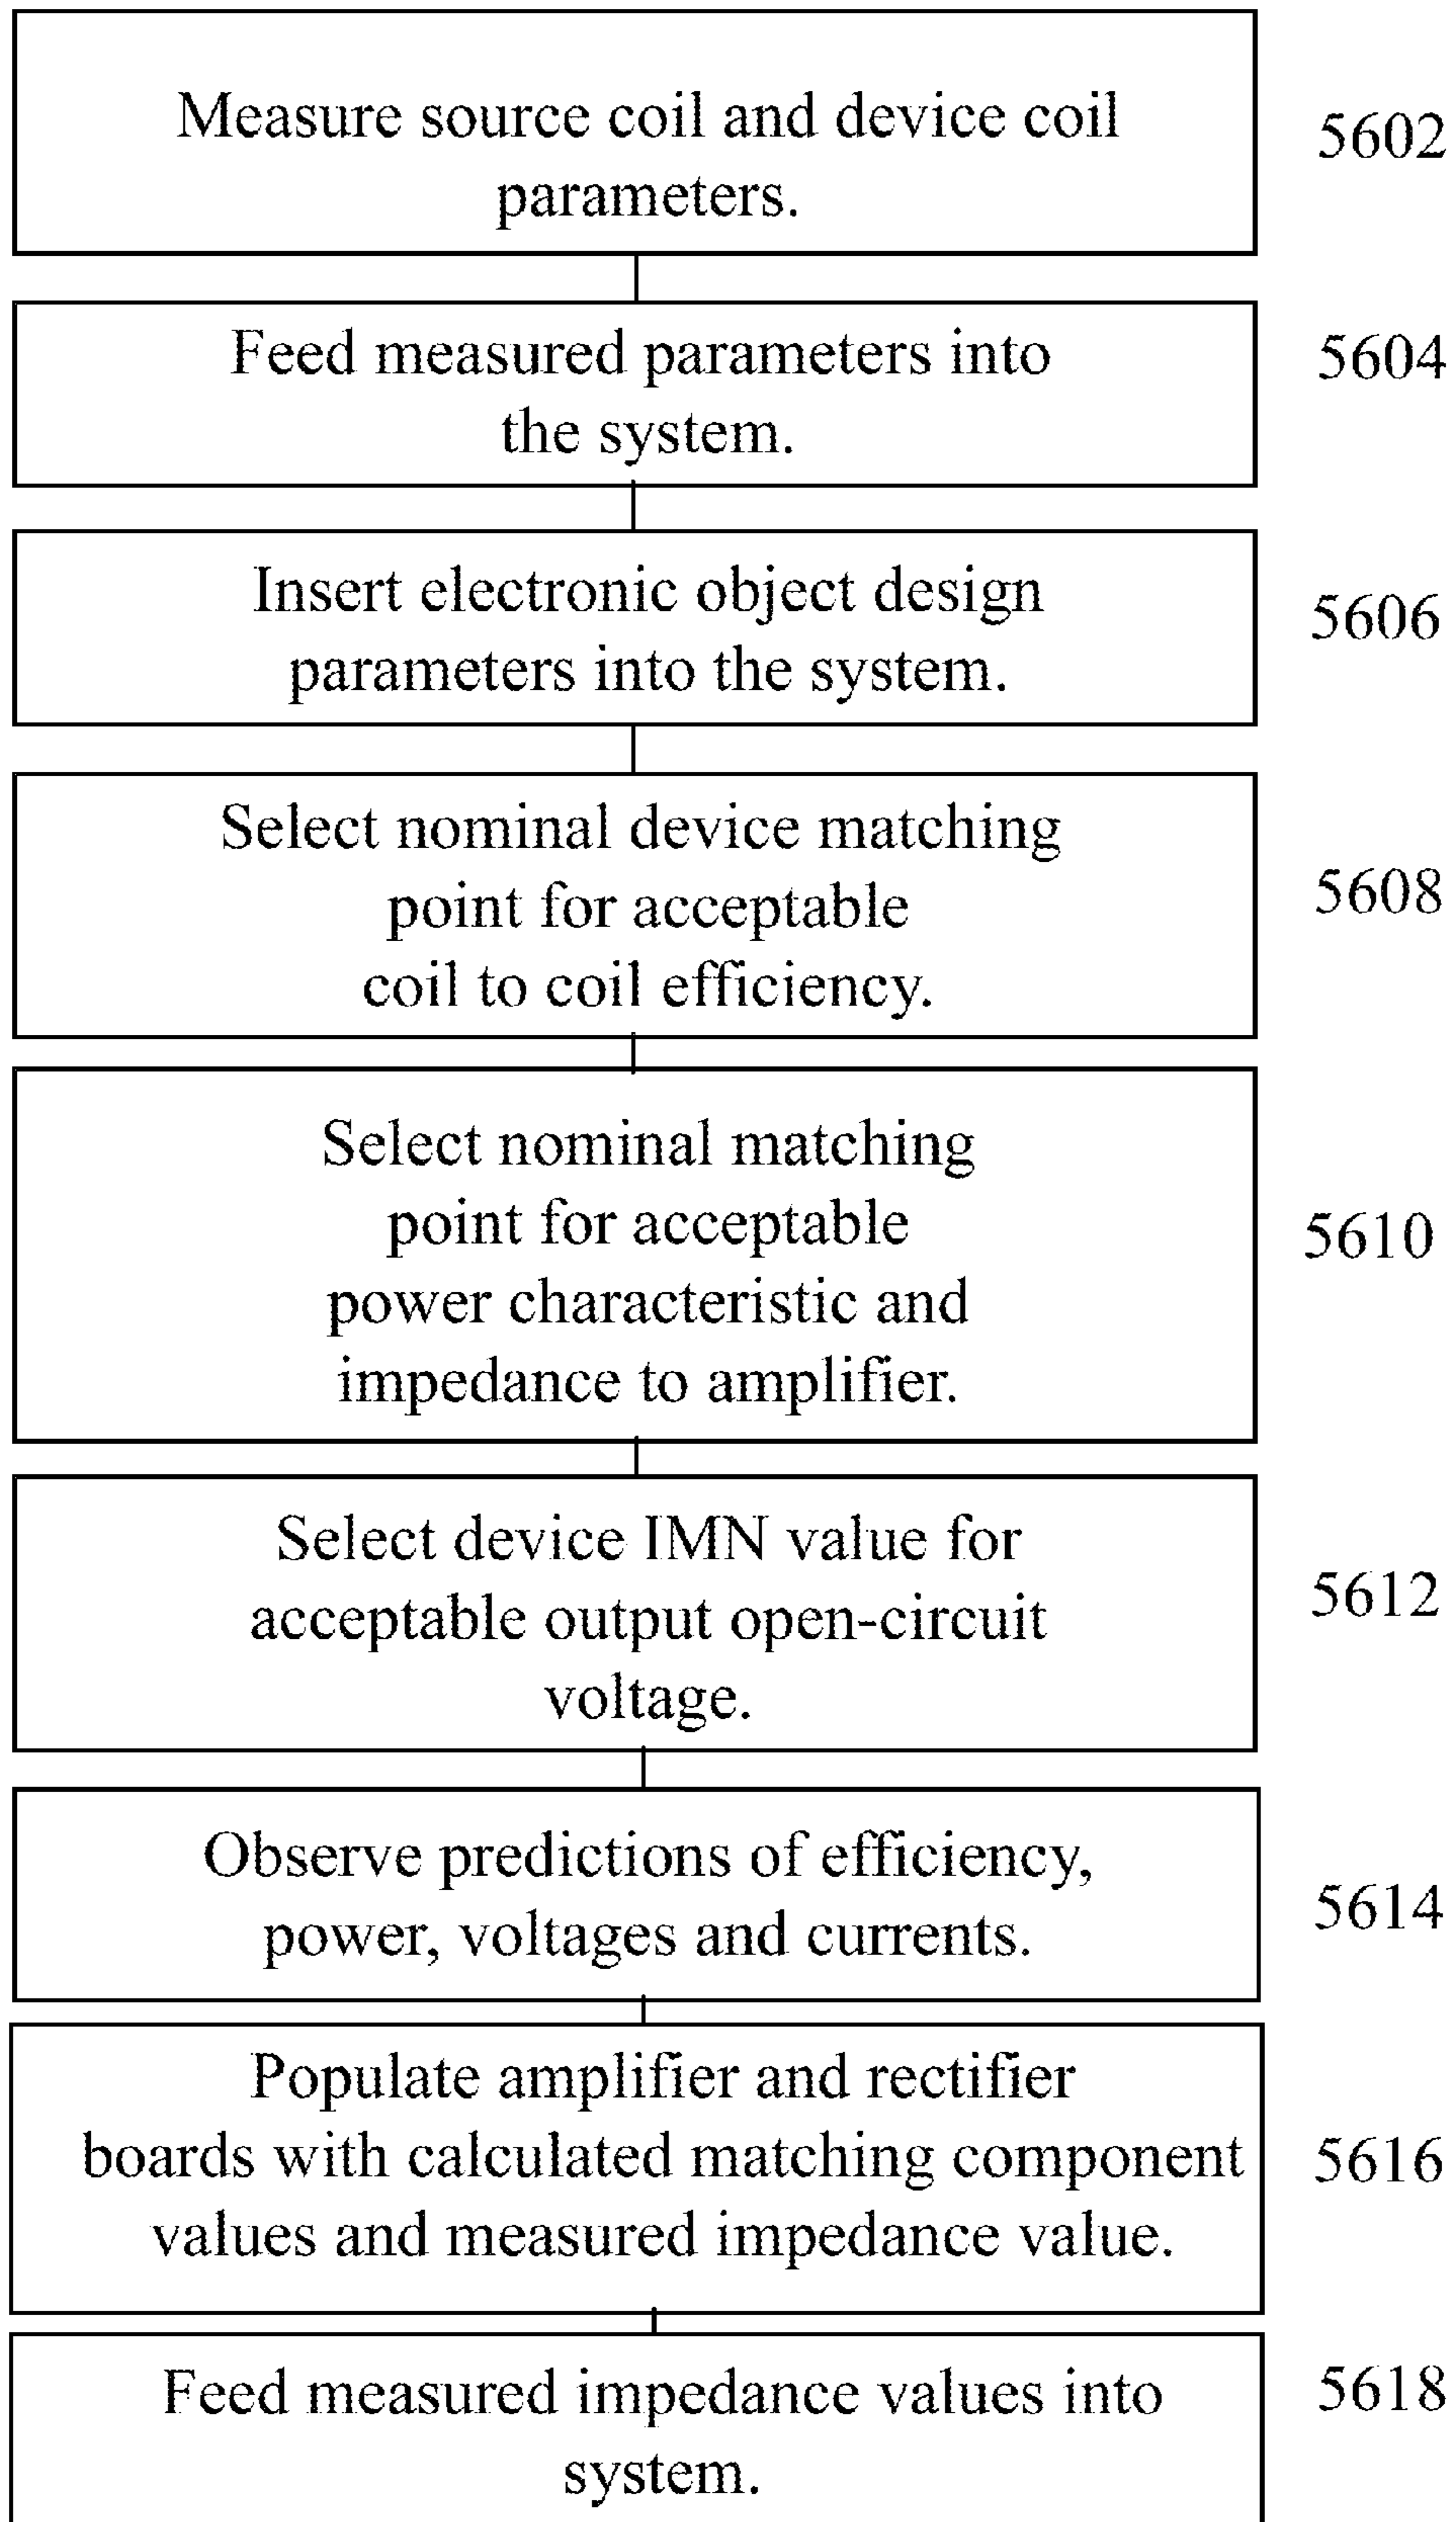 Measure source coil and device coil
parameters.
5602
Feed measured parameters into
the system.
5604
Insert electronic object design
parameters into the system.
5606
Select nominal device matching
point for acceptable
coil to coil efficiency.
5608
Select nominal matching
point for acceptable
power characteristic and
impedance to amplifier.
5610
Select device IMN value for
acceptable output open-circuit
voltage.
5612
Observe predictions of efficiency,
power, voltages and currents.
5614
Populate amplifier and rectifier
boards with calculated matching component
values and measured impedance value.
5616
Feed measured impedance values into
system.
5618